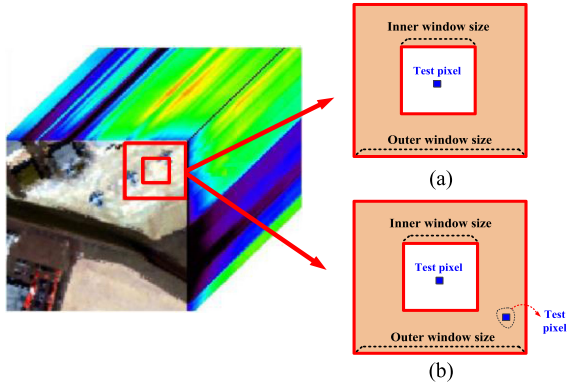 Inner window size
Test pixel
Outer window size
(a)
Inner window size
Test pixel
Test
pixel
Outer window size
(b)